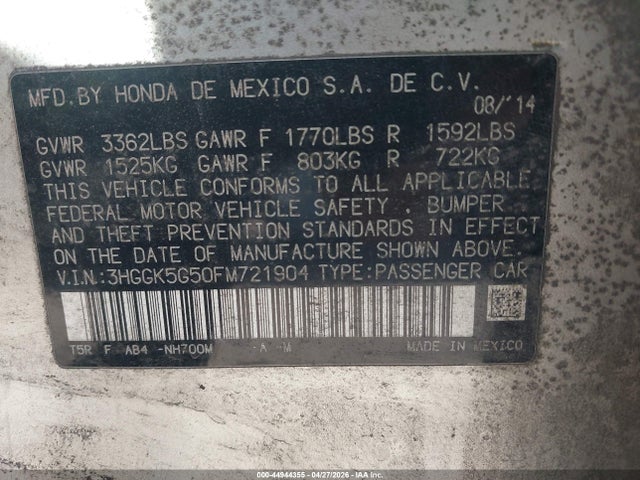 MFD.BY HONDA DE MEXICO S.A. DE C.V.
08/'14
GVWR 3362LBS GAWR F 1770LBS R 1592LBS
GVWR 1525KG GAWR F 803KG R 722KG
THIS VEHICLE CONFORMS TO ALL APPLICABLE
FEDERAL MOTOR VEHICLE SAFETY , BUMPER
AND THEFT PREVENTION STANDARDS IN EFFECT
ON THE DATE OF MANUFACTURE SHOWN ABOVE.
V.I.N:3HGGK5G50FM721904 TYPE:PASSENGER CAR
T5R F AB4 -NH700M -A -M MADE IN MEXICO
000-44944355 04/27/2026 IAAI.COM